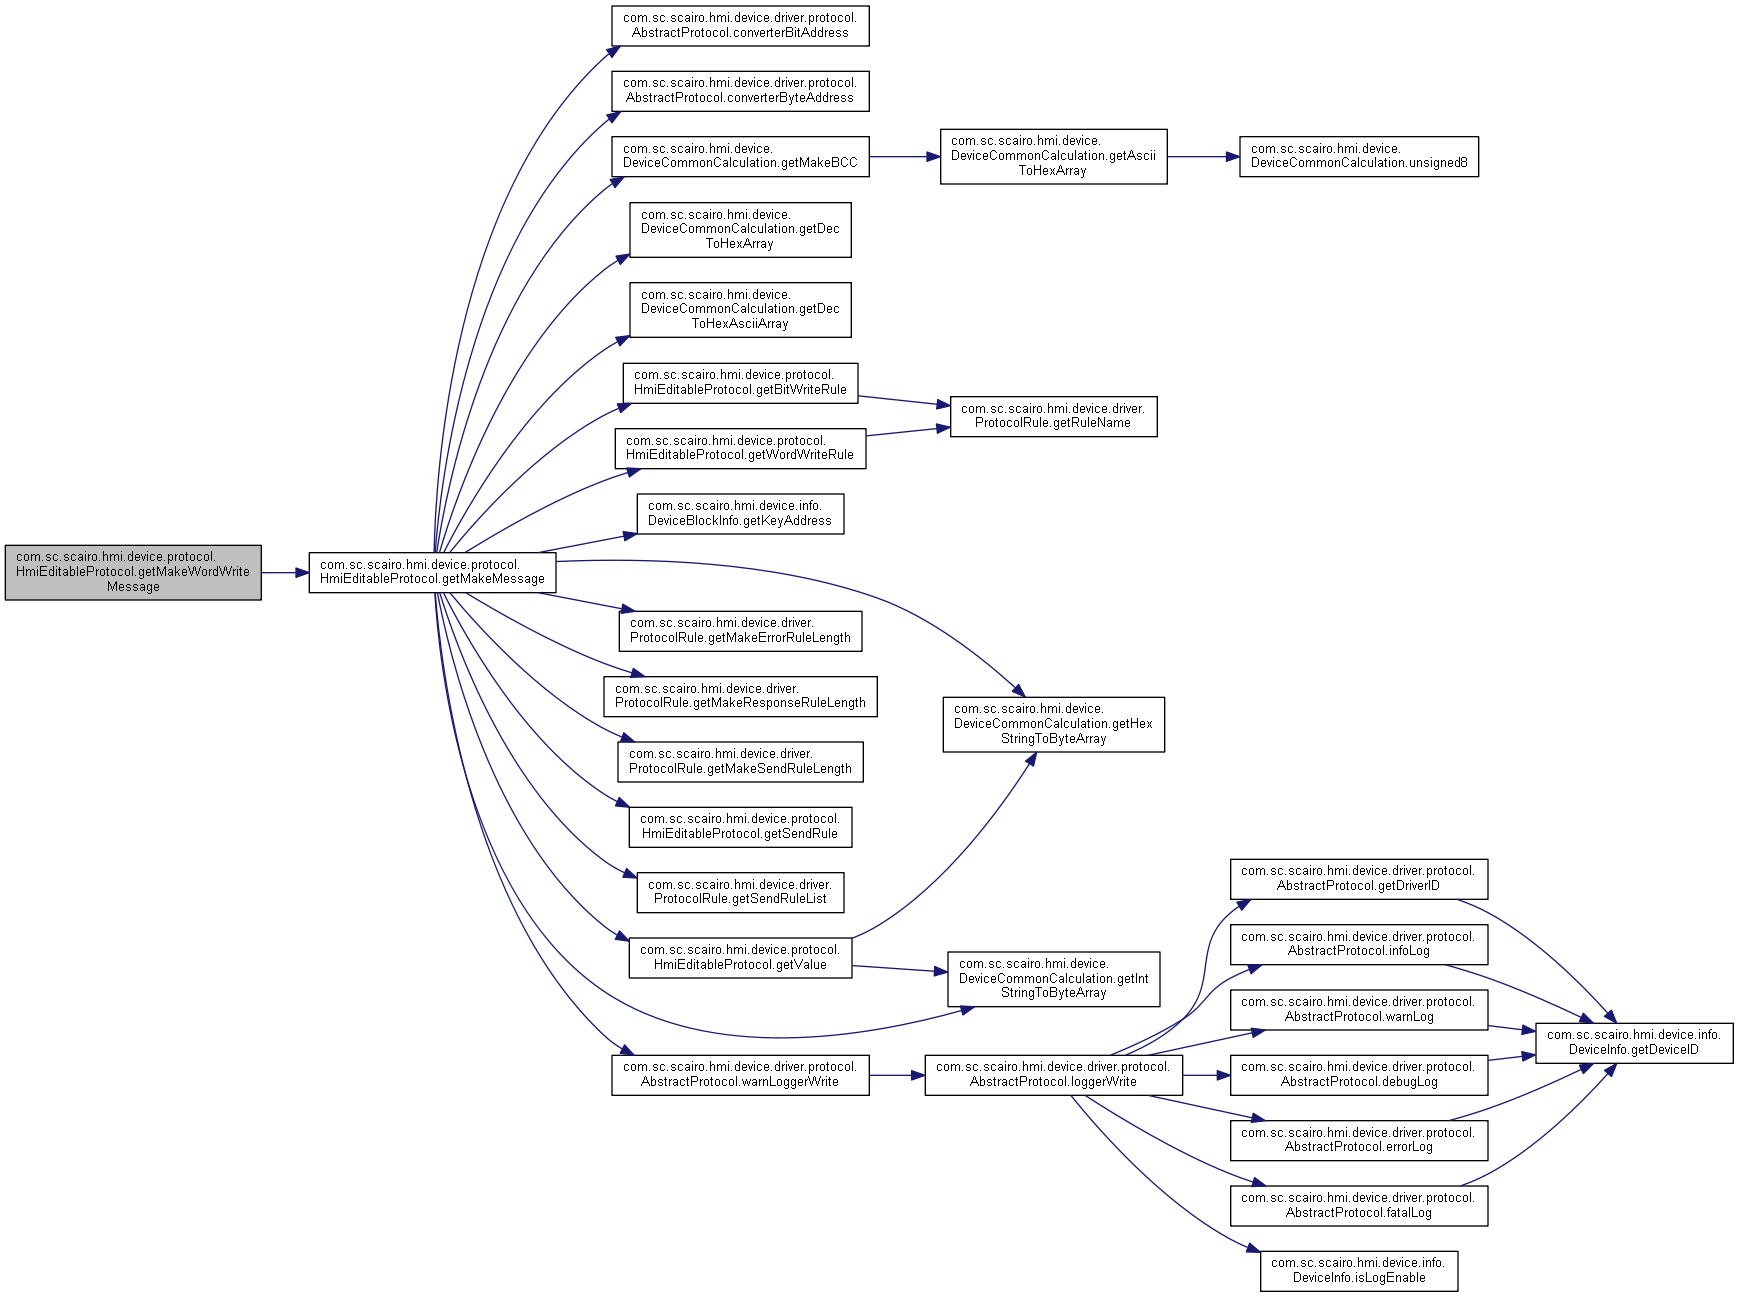 com.sc.scairo.hmi.device.protocol.
HmiEditableProtocol.getMakeWordWrite
Message
com.sc.scairo.hmi.device.protocol.
HmiEditableProtocol.getMakeMessage
com.sc.scairo.hmi.device.driver.protocol.
AbstractProtocol.converterBitAddress
com.sc.scairo.hmi.device.driver.protocol.
AbstractProtocol.converterByteAddress
com.sc.scairo.hmi.device.
DeviceCommonCalculation.getMakeBCC
com.sc.scairo.hmi.device.
DeviceCommonCalculation.getAscii
ToHexArray
com.sc.scairo.hmi.device.
DeviceCommonCalculation.unsigned8
com.sc.scairo.hmi.device.
DeviceCommonCalculation.getDec
ToHexArray
com.sc.scairo.hmi.device.
DeviceCommonCalculation.getDec
ToHexAsciiArray
com.sc.scairo.hmi.device.protocol.
HmiEditableProtocol.getBitWriteRule
com.sc.scairo.hmi.device.driver.
ProtocolRule.getRuleName
com.sc.scairo.hmi.device.protocol.
HmiEditableProtocol.getWordWriteRule
com.sc.scairo.hmi.device.info.
DeviceBlockInfo.getKeyAddress
com.sc.scairo.hmi.device.driver.
ProtocolRule.getMakeErrorRuleLength
com.sc.scairo.hmi.device.driver.
ProtocolRule.getMakeResponseRuleLength
com.sc.scairo.hmi.device.
DeviceCommonCalculation.getHex
StringToByteArray
com.sc.scairo.hmi.device.driver.
ProtocolRule.getMakeSendRuleLength
com.sc.scairo.hmi.device.protocol.
HmiEditableProtocol.getSendRule
com.sc.scairo.hmi.device.driver.
ProtocolRule.getSendRuleList
com.sc.scairo.hmi.device.protocol.
HmiEditableProtocol.getValue
com.sc.scairo.hmi.device.
DeviceCommonCalculation.getInt
StringToByteArray
com.sc.scairo.hmi.device.driver.protocol.
AbstractProtocol.warnLoggerWrite
com.sc.scairo.hmi.device.driver.protocol.
AbstractProtocol.loggerWrite
com.sc.scairo.hmi.device.driver.protocol.
AbstractProtocol.getDriverID
com.sc.scairo.hmi.device.driver.protocol.
AbstractProtocol.infoLog
com.sc.scairo.hmi.device.driver.protocol.
AbstractProtocol.warnLog
com.sc.scairo.hmi.device.info.
DeviceInfo.getDeviceID
com.sc.scairo.hmi.device.driver.protocol.
AbstractProtocol.debugLog
com.sc.scairo.hmi.device.driver.protocol.
AbstractProtocol.errorLog
com.sc.scairo.hmi.device.driver.protocol.
AbstractProtocol.fatalLog
com.sc.scairo.hmi.device.info.
DeviceInfo.isLogEnable